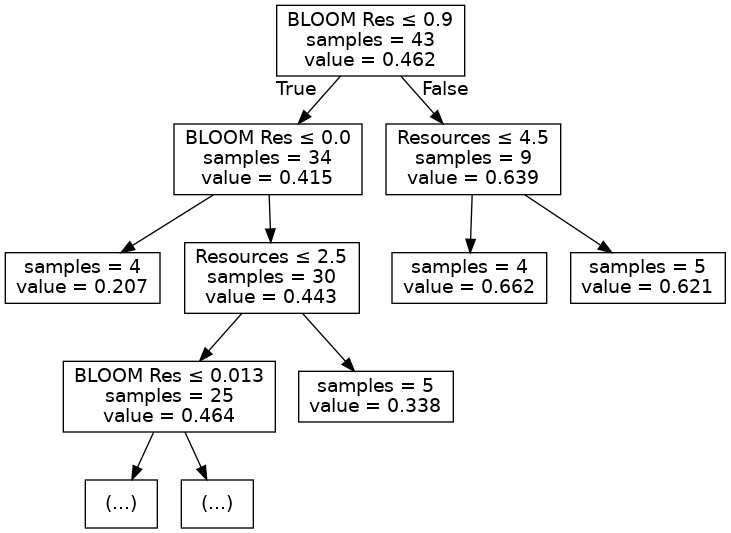 BLOOM Res ≤ 0.9
samples = 43
value = 0.462
True
False
BLOOM Res ≤ 0.0
samples = 34
value = 0.415
Resources ≤ 4.5
samples = 9
value = 0.639
samples = 4
value = 0.207
Resources ≤ 2.5
samples = 30
value = 0.443
samples = 4
value = 0.662
samples = 5
value = 0.621
BLOOM Res ≤ 0.013
samples = 25
value = 0.464
samples = 5
value = 0.338
(...)
(...)